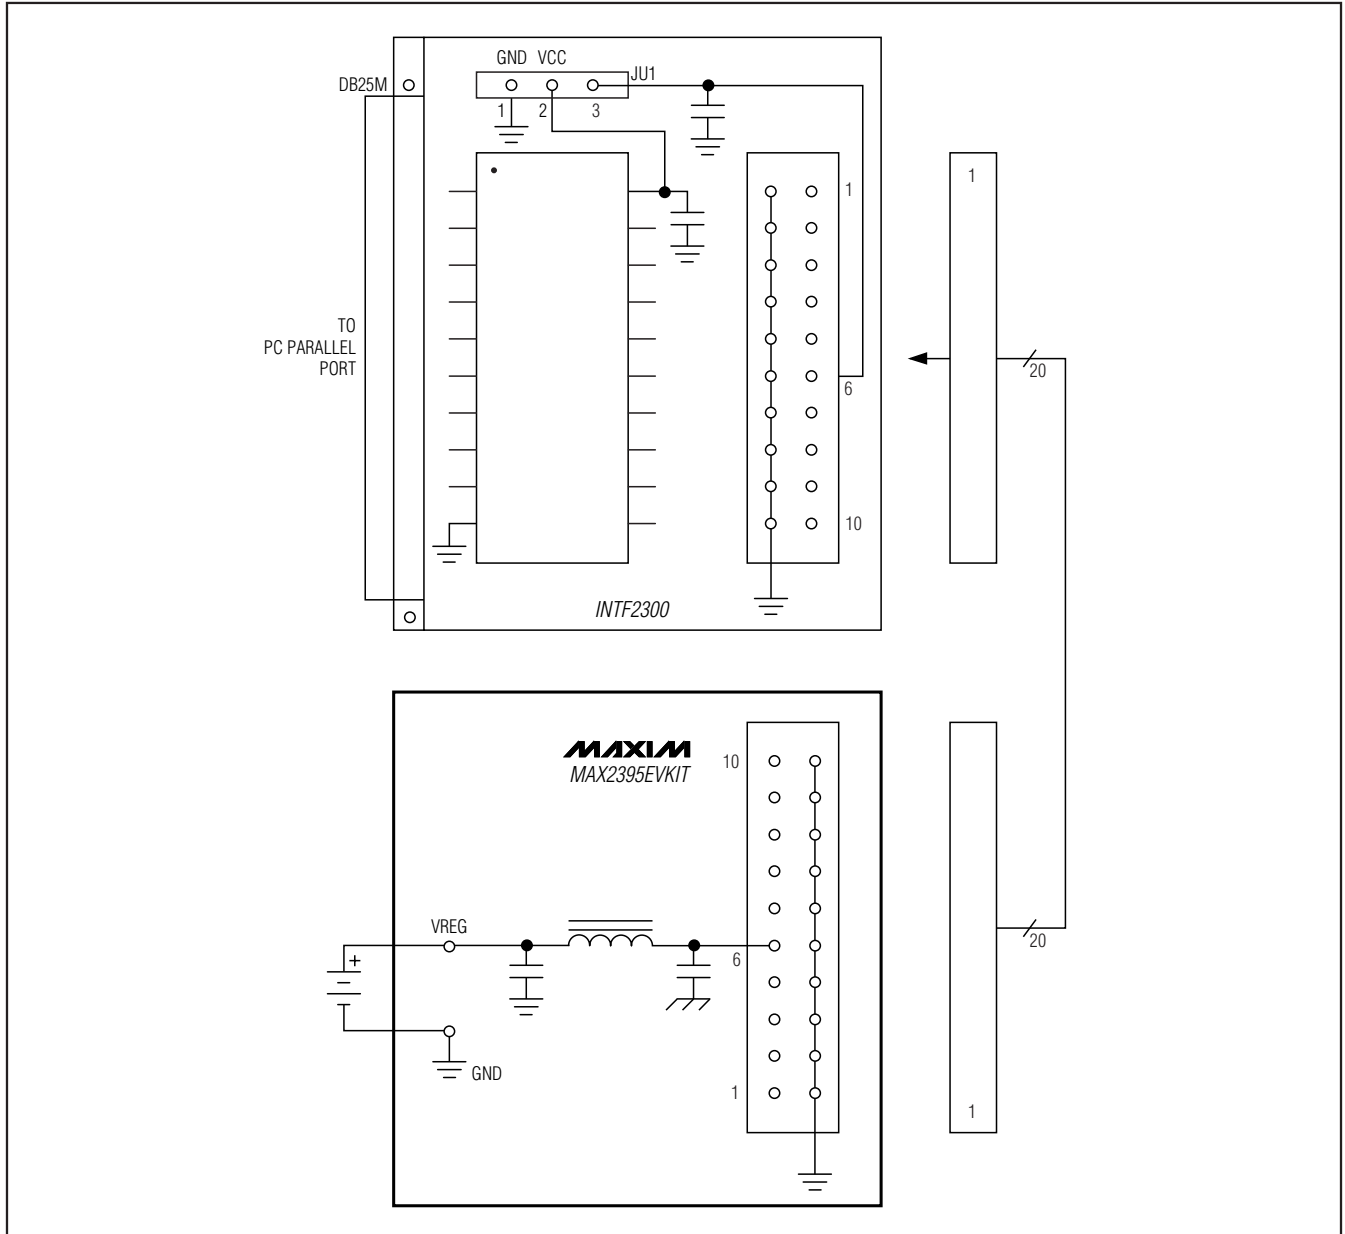 GND VCC
JU1
DB25M
1 2 3
1
1
TO
PC PARALLEL
PORT
20
6
10
INTF2300
MAXIM
MAX2395EVKIT
10
VREG
+
6
20
GND
1
1